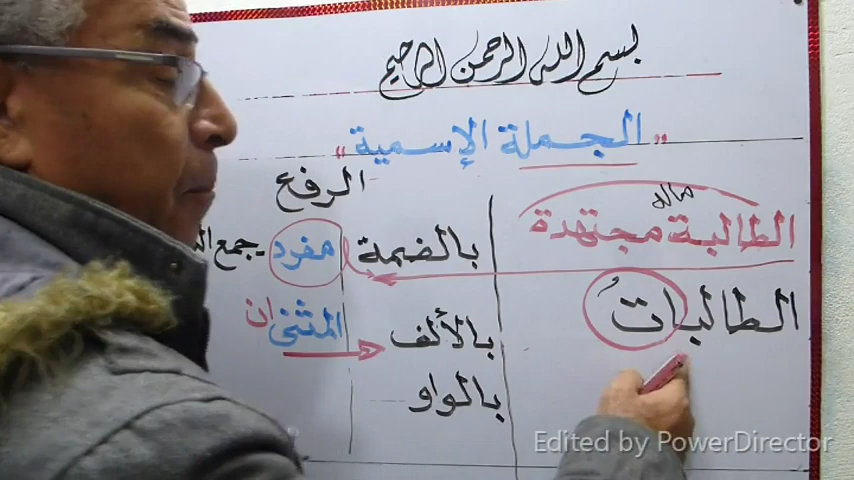 بسم الله الرحمن الرحيم
"الجملة الإسمية"
الرفع
ماله
الطالبة مجتهدة
بالضمة مفرد - جمع
الطالباتُ
بالألف المثنى ان
بالواو
Edited by PowerDirector